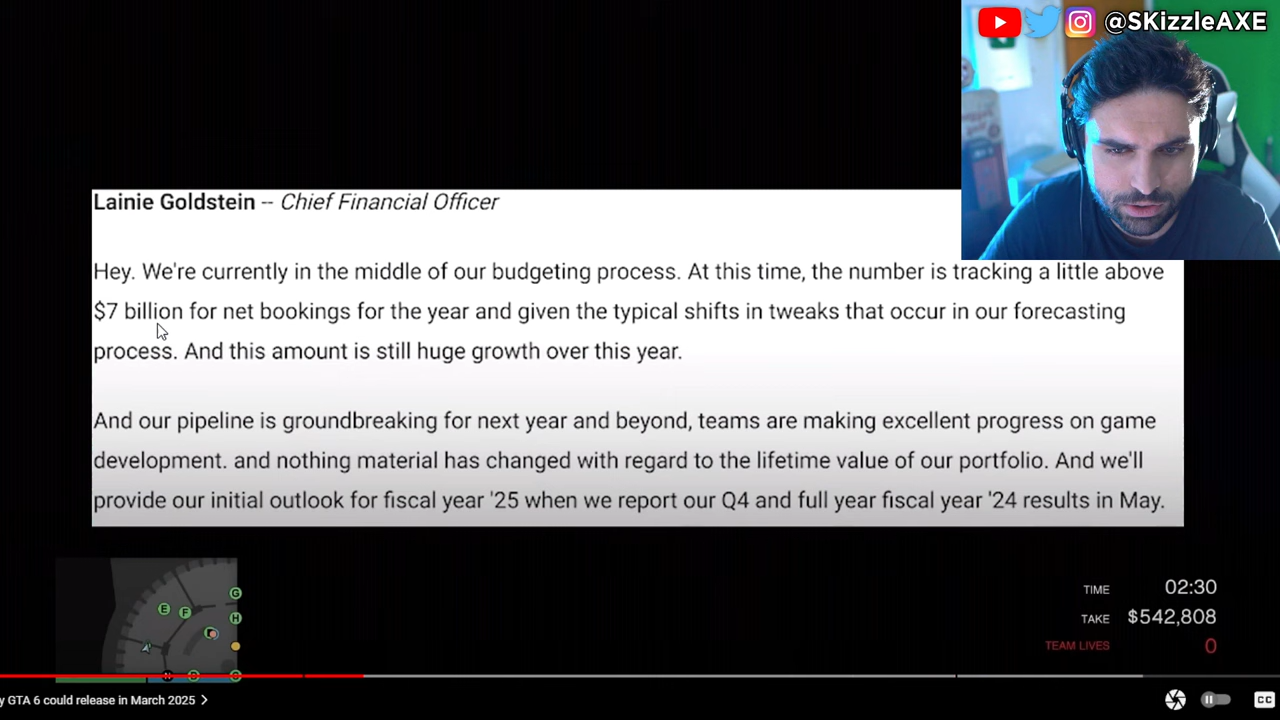 @SKizzleAXE
Lainie Goldstein -- Chief Financial Officer
Hey. We're currently in the middle of our budgeting process. At this time, the number is tracking a little above
$7 billion for net bookings for the year and given the typical shifts in tweaks that occur in our forecasting
process. And this amount is still huge growth over this year.
And our pipeline is groundbreaking for next year and beyond, teams are making excellent progress on game
development. and nothing material has changed with regard to the lifetime value of our portfolio. And we'll
provide our initial outlook for fiscal year '25 when we report our Q4 and full year fiscal year '24 results in May.
G
E F
H
TIME 02:30
TAKE $542,808
TEAM LIVES 0
y GTA 6 could release in March 2025 >
CC